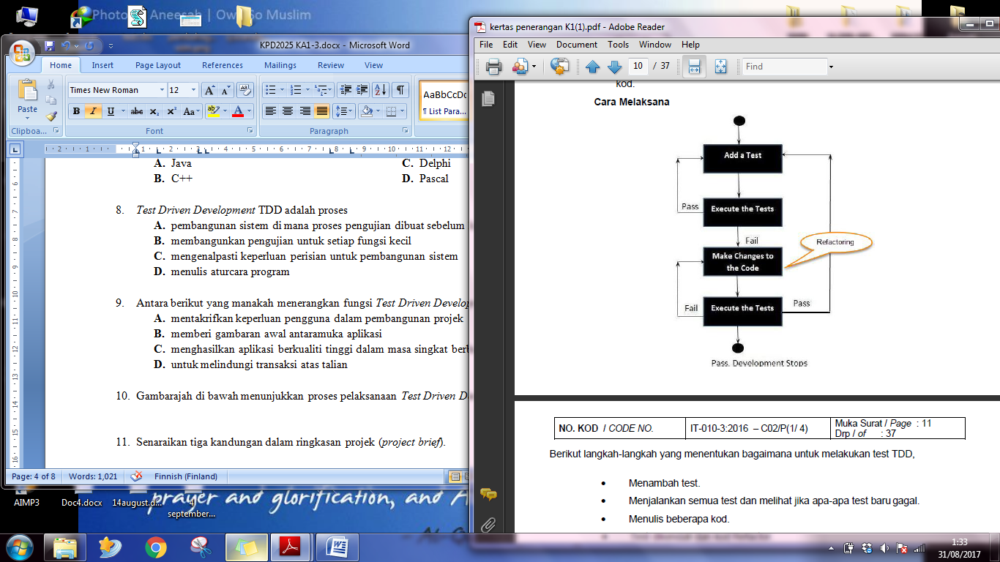 Photo: Aneesah | Own So Muslim
KPD2025 KA1-3.docx - Microsoft Word
Home Insert Page Layout References Mailings Review View
Paste
Times New Roman 12
AaBbCcDc
¶ List Para...
Clipboa... Font Paragraph
A. Java C. Delphi
B. C++ D. Pascal
8. Test Driven Development TDD adalah proses
A. pembangunan sistem di mana proses pengujian dibuat sebelum
B. membangunkan pengujian untuk setiap fungsi kecil
C. mengenalpasti keperluan perisian untuk pembangunan sistem
D. menulis aturcara program
9. Antara berikut yang manakah menerangkan fungsi Test Driven Develop
A. mentakrifkan keperluan pengguna dalam pembangunan projek
B. memberi gambaran awal antaramuka aplikasi
C. menghasilkan aplikasi berkualiti tinggi dalam masa singkat berb
D. untuk melindungi transaksi atas talian
10. Gambarajah di bawah menunjukkan proses pelaksanaan Test Driven D
11. Senaraikan tiga kandungan dalam ringkasan projek (project brief).
Page: 4 of 8 Words: 1,021 Finnish (Finland)
kertas penerangan K1(1).pdf - Adobe Reader
File Edit View Document Tools Window Help
10 / 37 Find
kod.
Cara Melaksana
Add a Test
Pass
Execute the Tests
Fail
Refactoring
Make Changes to
the Code
Fail
Execute the Tests
Pass
Pass. Development Stops
NO. KOD / CODE NO. IT-010-3:2016 – C02/P(1/ 4) Muka Surat / Page : 11
Drp / of : 37
Berikut langkah-langkah yang menentukan bagaimana untuk melakukan test TDD,
• Menambah test.
• Menjalankan semua test dan melihat jika apa-apa test baru gagal.
• Menulis beberapa kod.
AIMP3 Doc4.docx 14august.d... 4
september...
prayer and glorification, and
1:33
31/08/2017